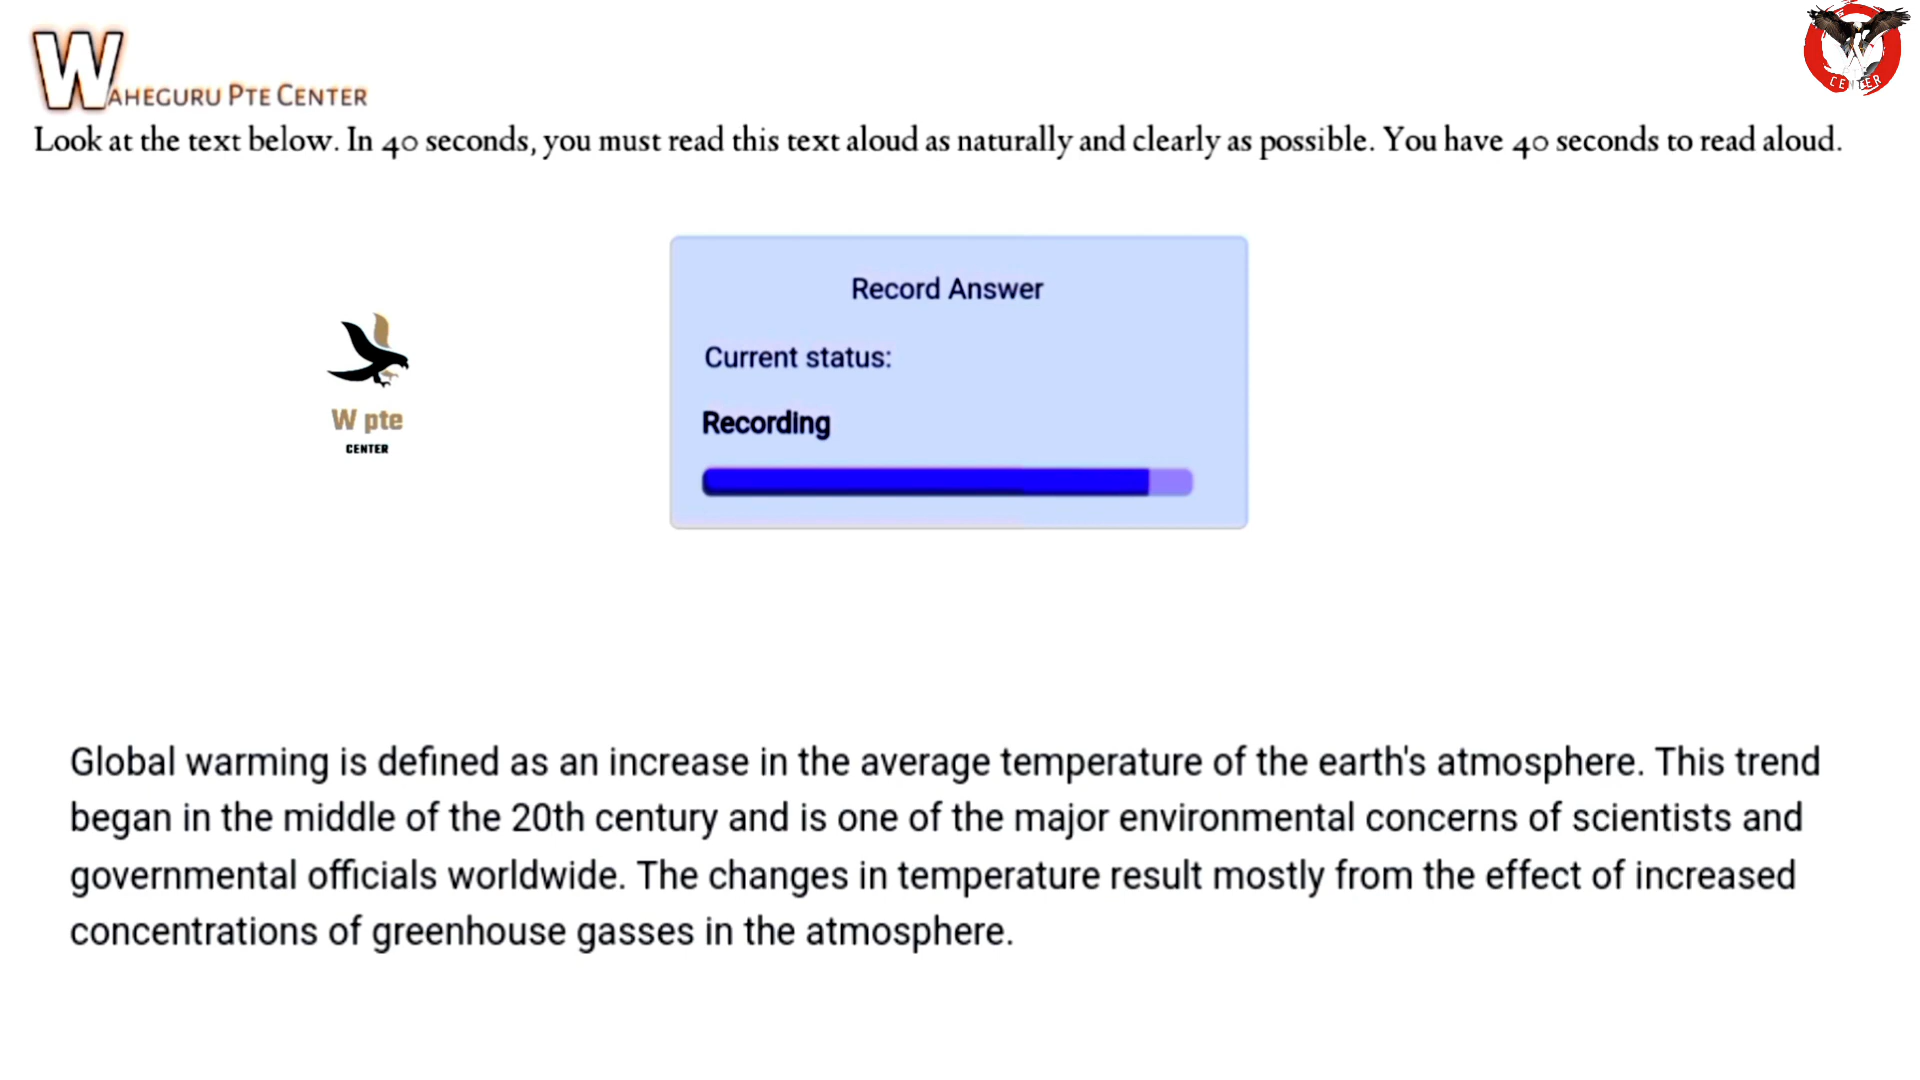 WAHEGURU PTE CENTER
Look at the text below. In 40 seconds, you must read this text aloud as naturally and clearly as possible. You have 40 seconds to read aloud.
Record Answer
Current status:
Recording
W pte
CENTER
CENTER
Global warming is defined as an increase in the average temperature of the earth's atmosphere. This trend
began in the middle of the 20th century and is one of the major environmental concerns of scientists and
governmental officials worldwide. The changes in temperature result mostly from the effect of increased
concentrations of greenhouse gasses in the atmosphere.